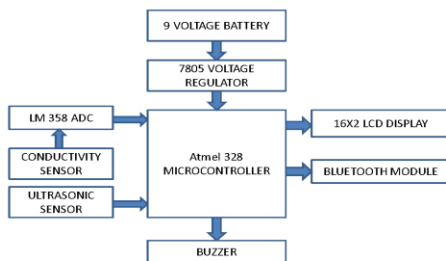 9 VOLTAGE BATTERY
7805 VOLTAGE
REGULATOR
LM 358 ADC
CONDUCTIVITY
SENSOR
ULTRASONIC
SENSOR
Atmel 328
MICROCONTROLLER
16X2 LCD DISPLAY
BLUETOOTH MODULE
BUZZER